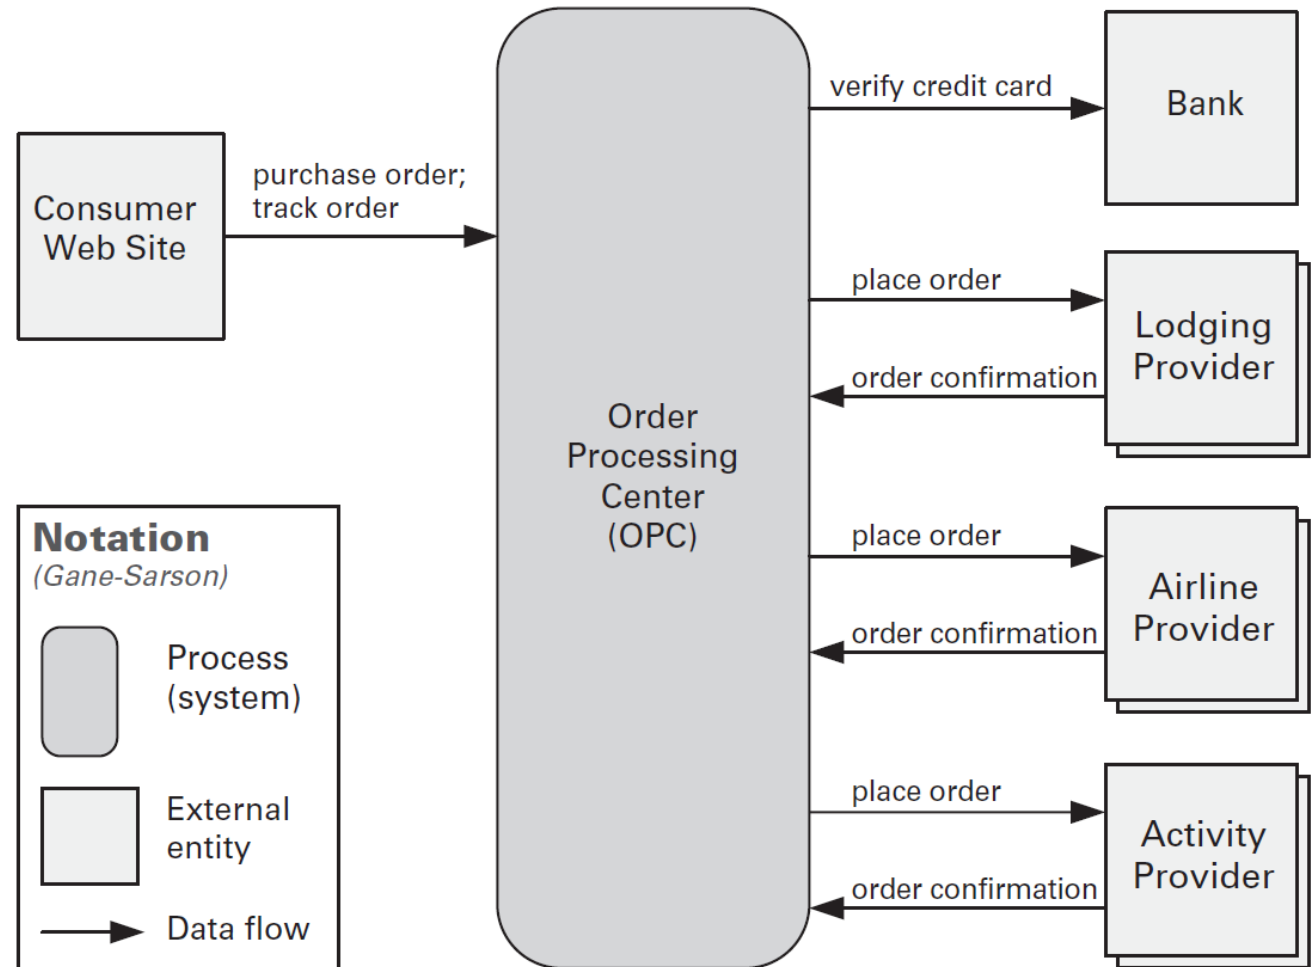 Consumer
Web Site
purchase order;
track order
Order
Processing
Center
(OPC)
verify credit card
Bank
place order
order confirmation
Lodging
Provider
place order
order confirmation
Airline
Provider
place order
order confirmation
Activity
Provider
Notation
(Gane-Sarson)
Process
(system)
External
entity
Data flow